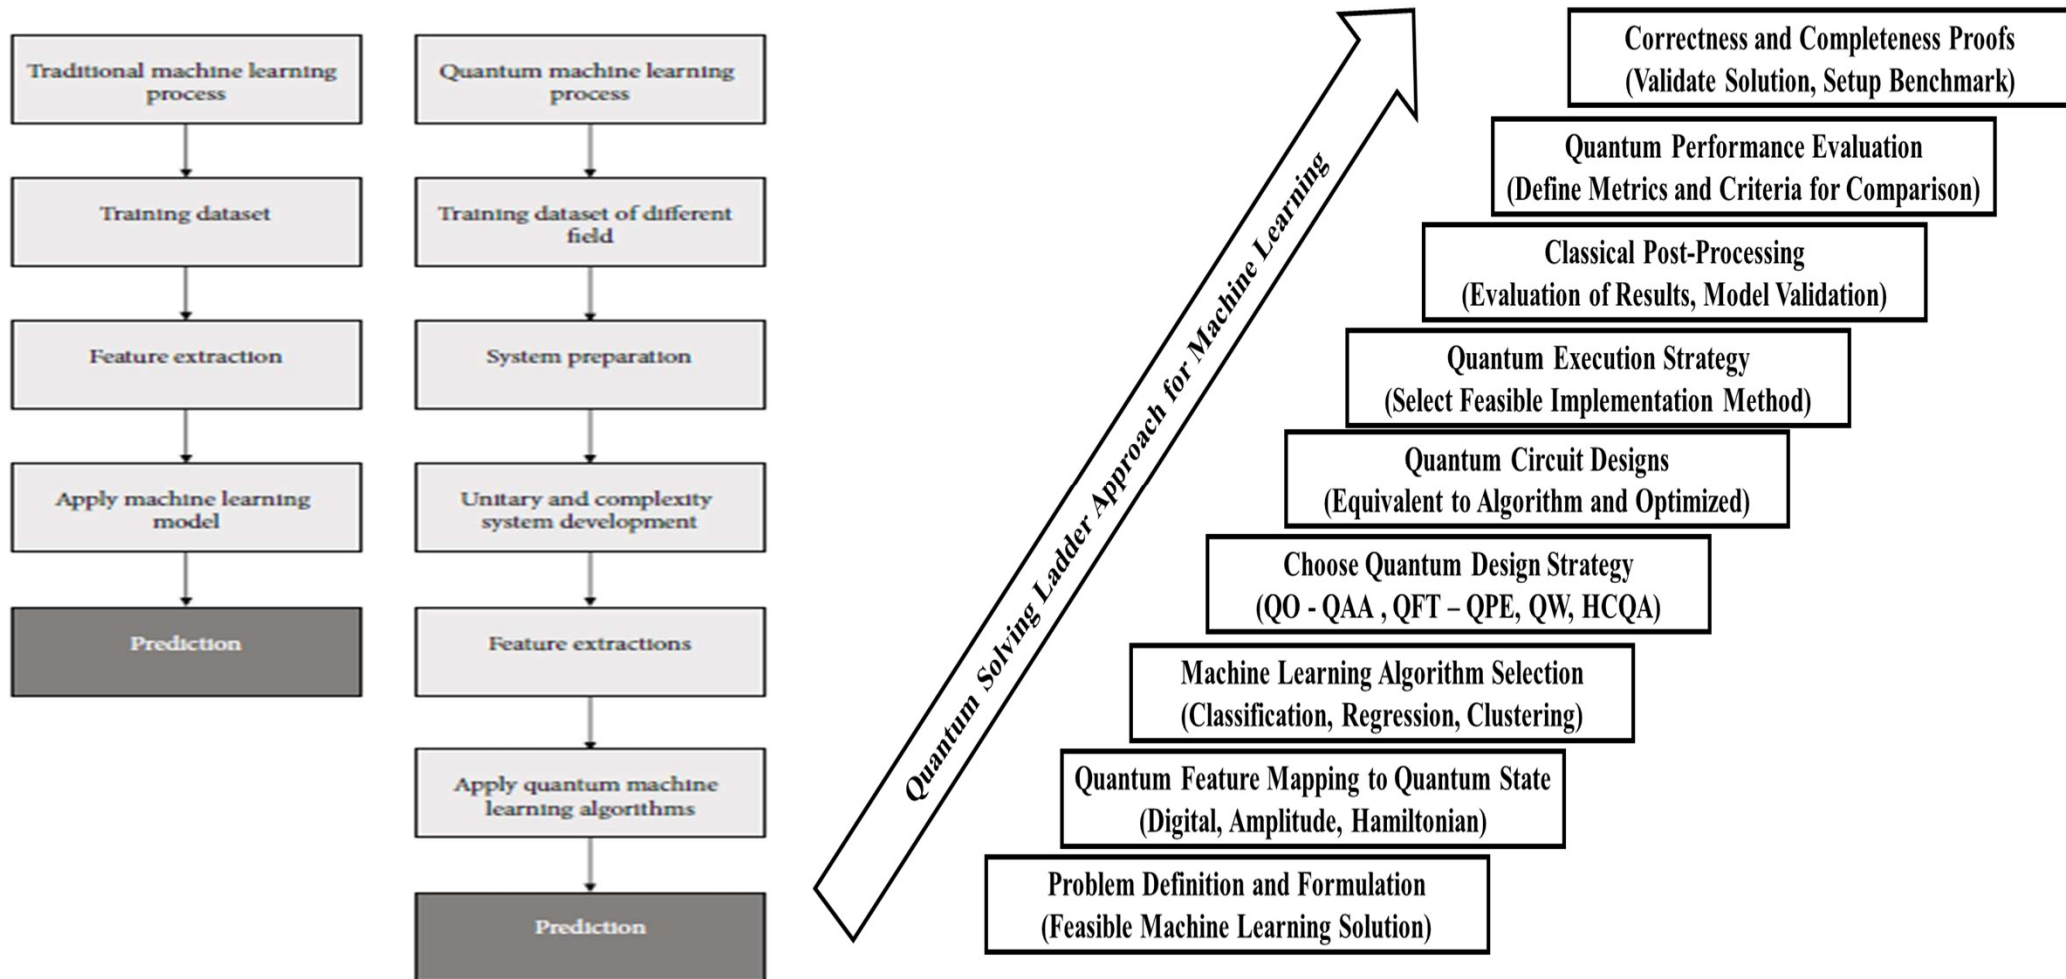 Traditional machine learning
process
Training dataset
Feature extraction
Apply machine learning
model
Prediction
Quantum machine learning
process
Training dataset of different
field
System preparation
Unitary and complexity
system development
Feature extractions
Apply quantum machine
learning algorithms
Prediction
Quantum Solving Ladder Approach for Machine Learning
Correctness and Completeness Proofs
(Validate Solution, Setup Benchmark)
Quantum Performance Evaluation
(Define Metrics and Criteria for Comparison)
Classical Post-Processing
(Evaluation of Results, Model Validation)
Quantum Execution Strategy
(Select Feasible Implementation Method)
Quantum Circuit Designs
(Equivalent to Algorithm and Optimized)
Choose Quantum Design Strategy
(QO - QAA , QFT – QPE, QW, HCQA)
Machine Learning Algorithm Selection
(Classification, Regression, Clustering)
Quantum Feature Mapping to Quantum State
(Digital, Amplitude, Hamiltonian)
Problem Definition and Formulation
(Feasible Machine Learning Solution)